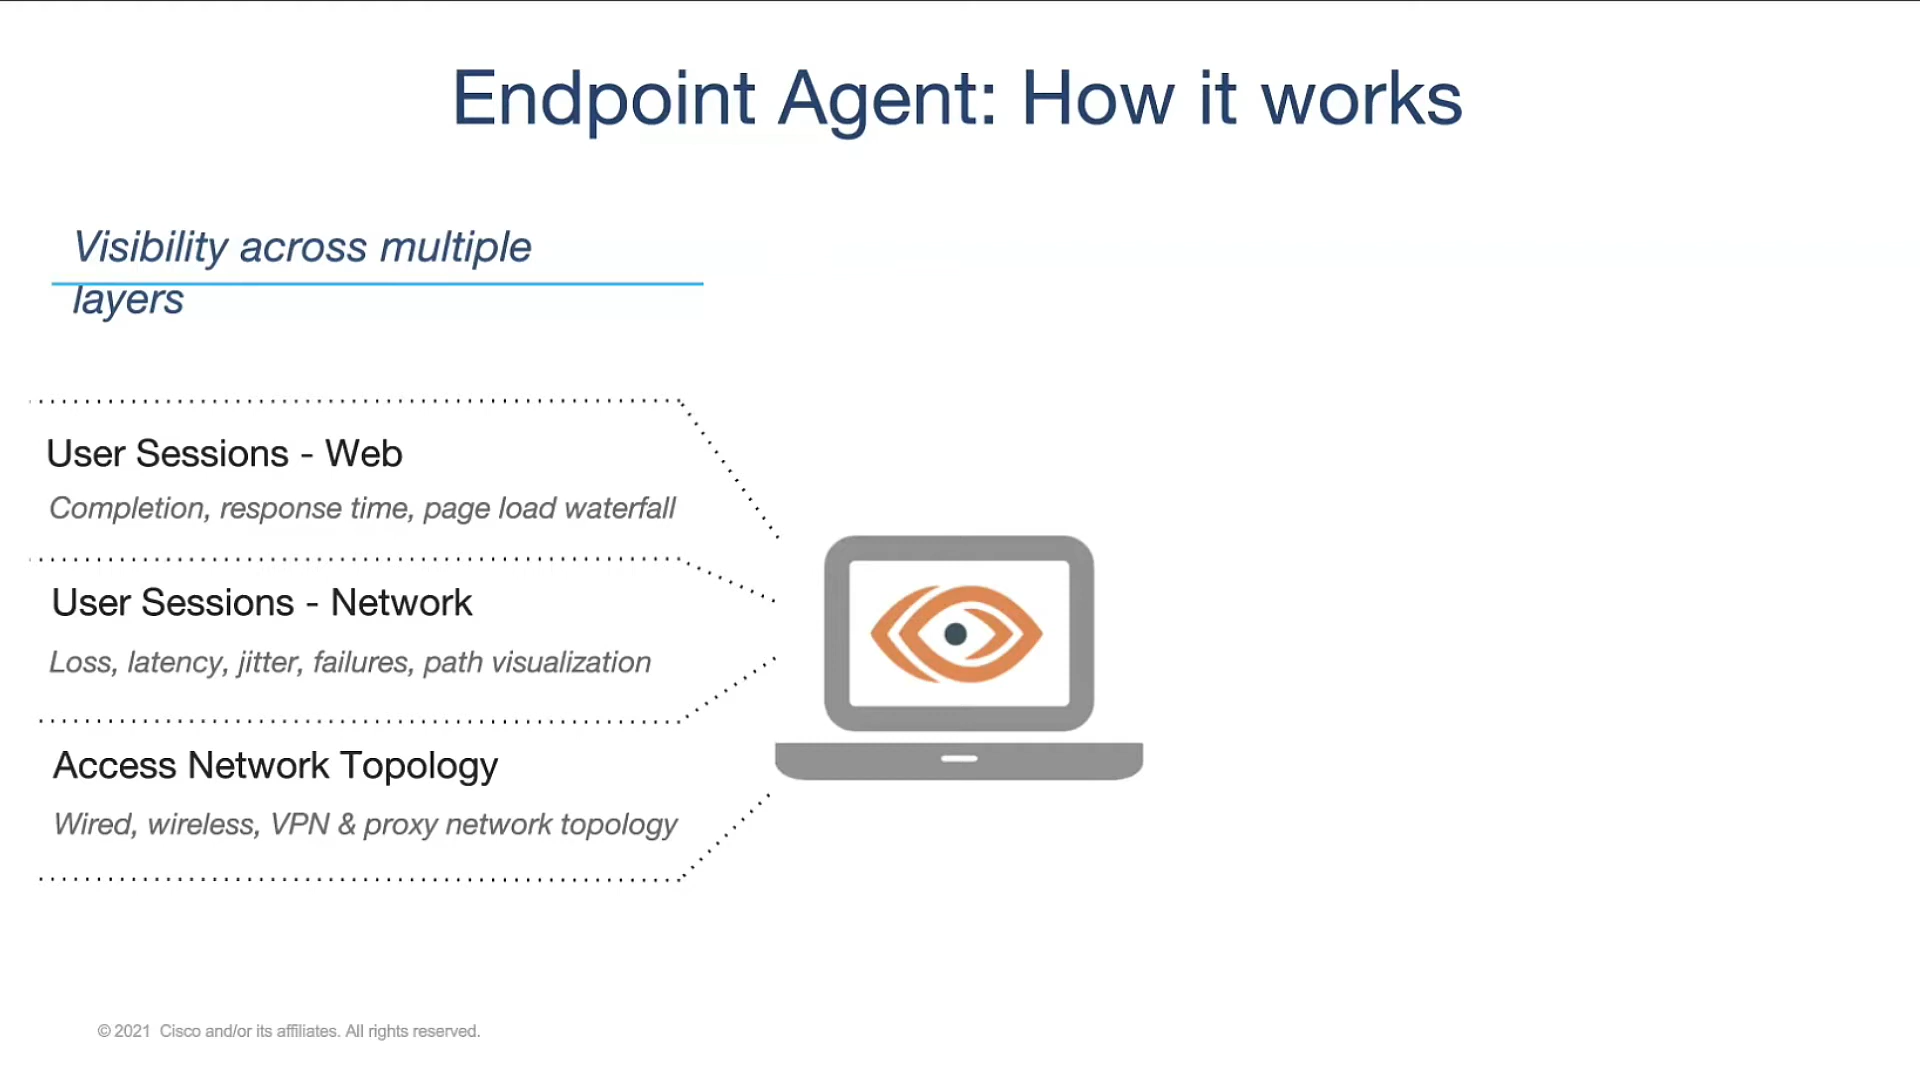 Endpoint Agent: How it works
Visibility across multiple
layers
User Sessions - Web
Completion, response time, page load waterfall
User Sessions - Network
Loss, latency, jitter, failures, path visualization
Access Network Topology
Wired, wireless, VPN & proxy network topology
© 2021 Cisco and/or its affiliates. All rights reserved.